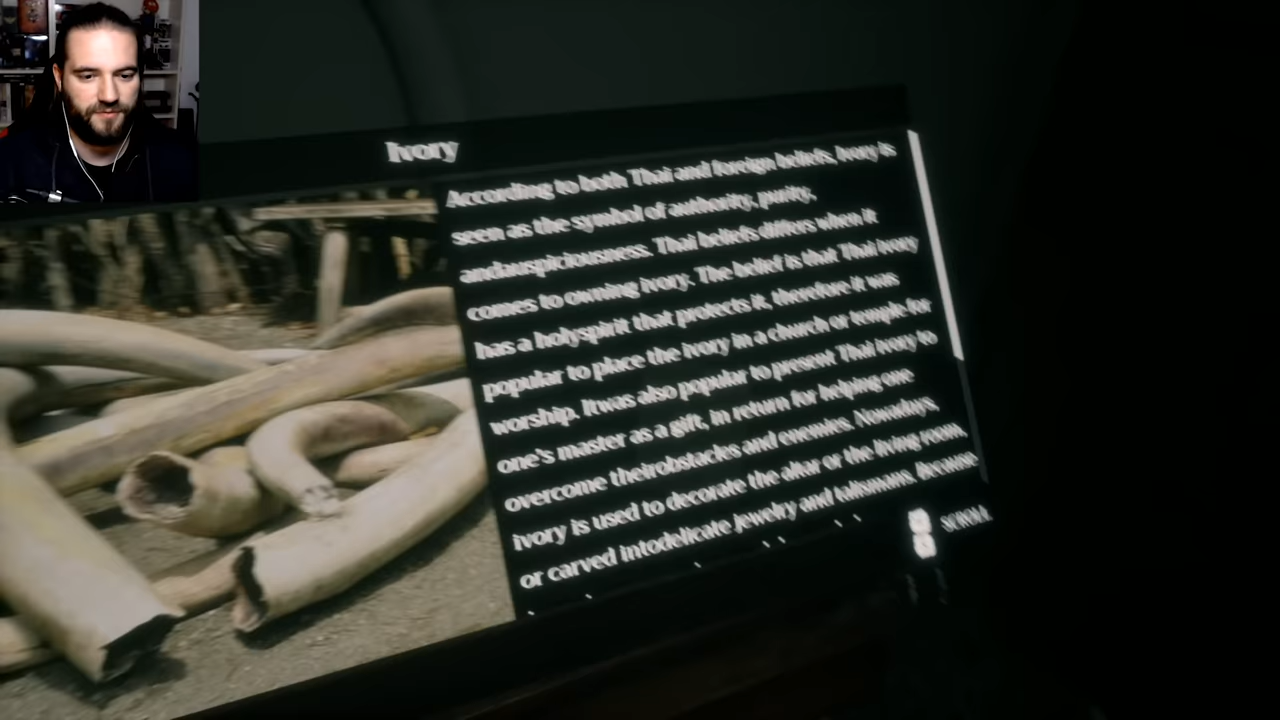 Ivory
According to both Thai and foreign beliefs, Ivory is
seen as the symbol of authority, purity,
andauspiciousness. Thai beliefs differs when it
comes to owning ivory. The belief is that Thai ivory
has a holyspirit that protects it, therefore it was
popular to place the ivory in a church or temple for
worship. Itwas also popular to present Thai ivory to
one's master as a gift, in return for helping one
overcome theirobstacles and enemies. Nowadays,
ivory is used to decorate the altar or the living room,
or carved intodelicate jewelry and talismans, because
SCROLL